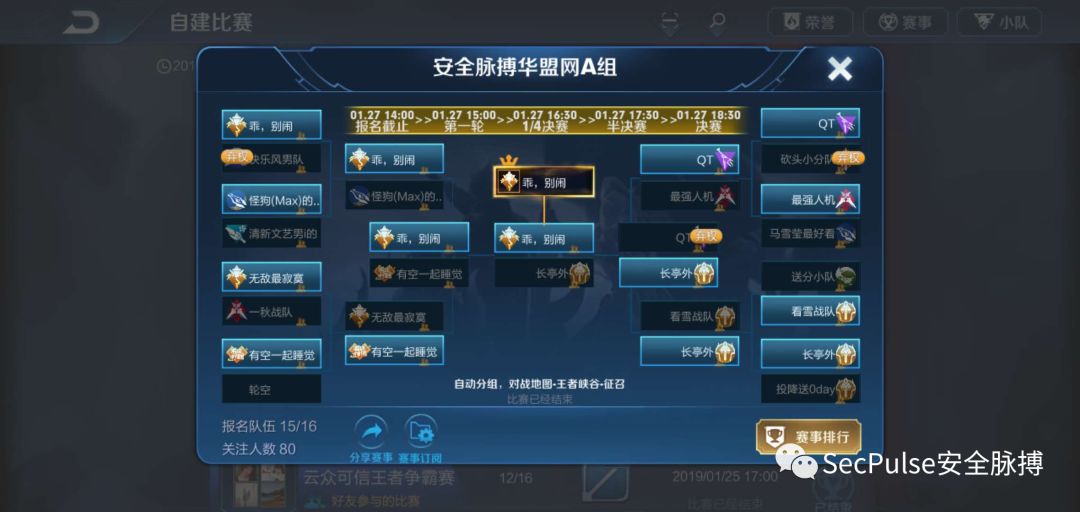 自建比赛
荣誉
赛事
小队
201
安全脉搏华盟网A组
01.27 14:00 >> 01.27 15:00 >> 01.27 16:30 >> 01.27 17:30 >> 01.27 18:30
报名截止 第一轮 1/4决赛 半决赛 决赛
乖，别闹
弃权 快乐风男队
怪狗(Max)的..
清新文艺男i的
无敌最寂寞
一秋战队
有空一起睡觉
轮空
乖，别闹
怪狗(Max)的..
乖，别闹
有空一起睡觉
无敌最寂寞
有空一起睡觉
乖，别闹
乖，别闹
长亭外
QT
最强人机
QT 弃权
长亭外
看雪战队
长亭外
QT
砍头小分队 弃权
最强人机
马雪莹最好看
送分小队
看雪战队
长亭外
投降送0day
自动分组，对战地图-王者峡谷-征召
比赛已经结束
报名队伍 15/16
关注人数 80
分享赛事
赛事订阅
赛事排行
SecPulse安全脉搏
云众可信王者争霸赛
12/16
2019/01/25 17:00
好友参与的比赛
比赛已经结束
已结束